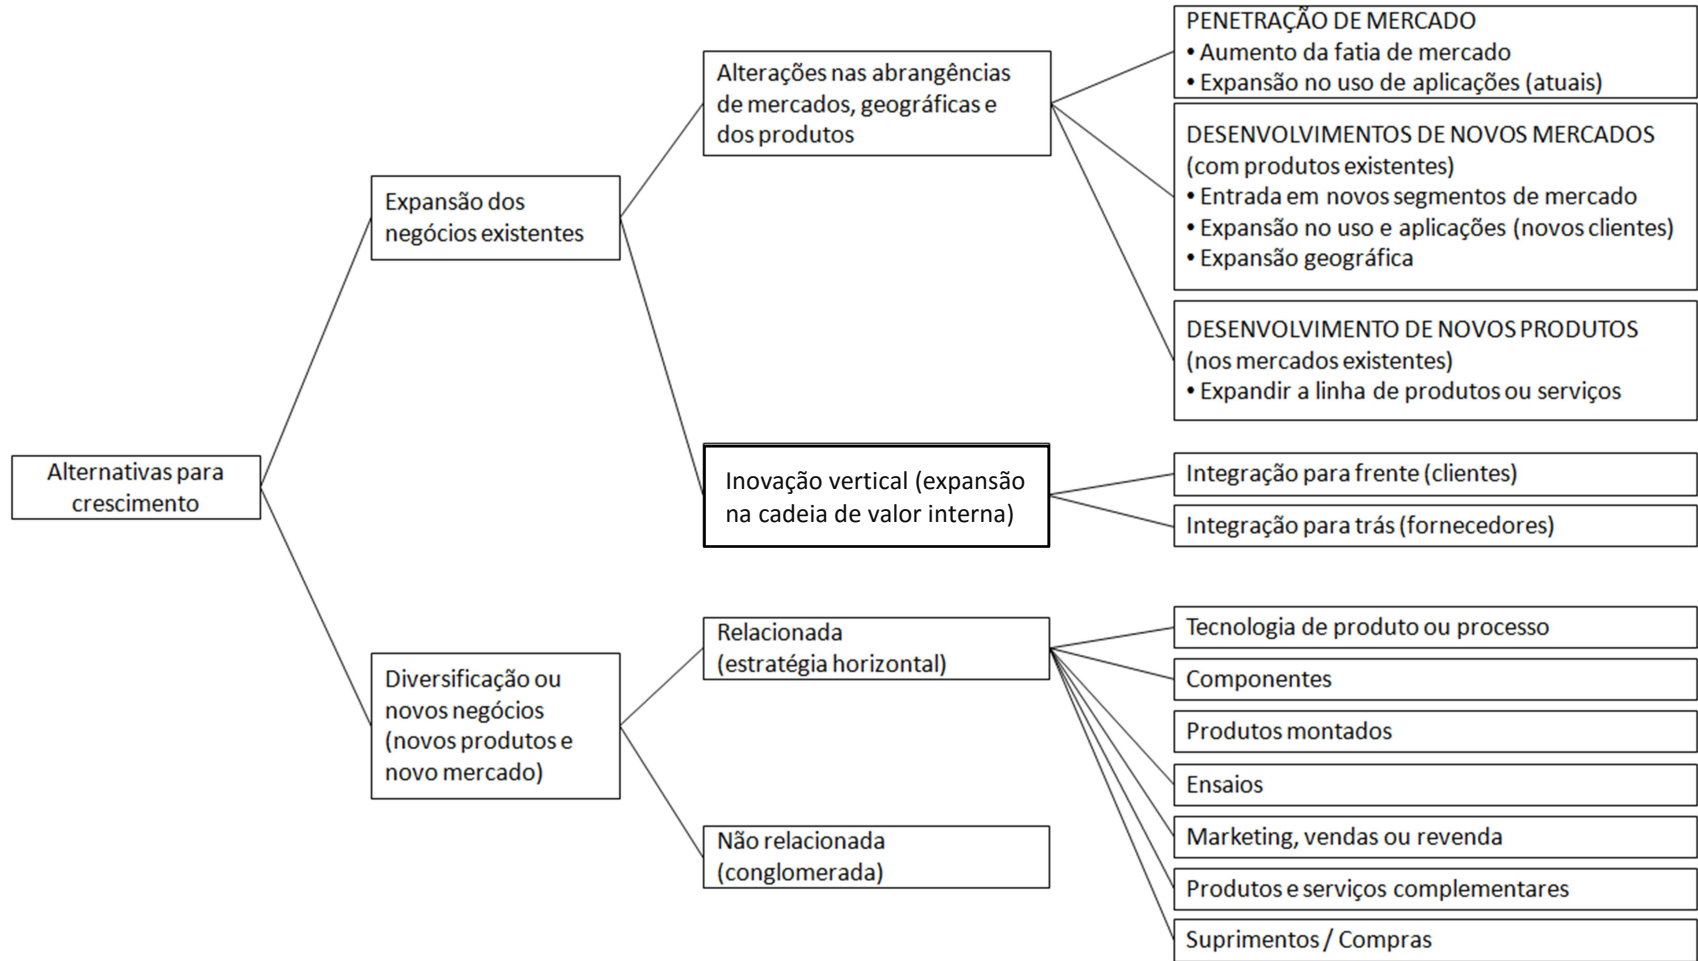 Alternativas para
crescimento
Expansão dos
negócios existentes
Diversificação ou
novos negócios
(novos produtos e
novo mercado)
Alterações nas abrangências
de mercados, geográficas e
dos produtos
Inovação vertical (expansão
na cadeia de valor interna)
Relacionada
(estratégia horizontal)
Não relacionada
(conglomerada)
PENETRAÇÃO DE MERCADO
• Aumento da fatia de mercado
• Expansão no uso de aplicações (atuais)
DESENVOLVIMENTOS DE NOVOS MERCADOS
(com produtos existentes)
• Entrada em novos segmentos de mercado
• Expansão no uso e aplicações (novos clientes)
• Expansão geográfica
DESENVOLVIMENTO DE NOVOS PRODUTOS
(nos mercados existentes)
• Expandir a linha de produtos ou serviços
Integração para frente (clientes)
Integração para trás (fornecedores)
Tecnologia de produto ou processo
Componentes
Produtos montados
Ensaios
Marketing, vendas ou revenda
Produtos e serviços complementares
Suprimentos / Compras